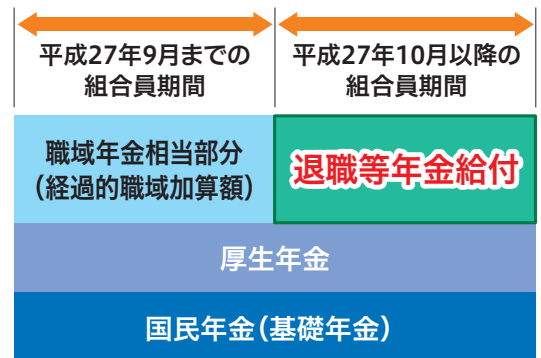 平成27年9月までの
組合員期間
平成27年10月以降の
組合員期間
職域年金相当部分
（経過的職域加算額）
退職等年金給付
厚生年金
国民年金（基礎年金）